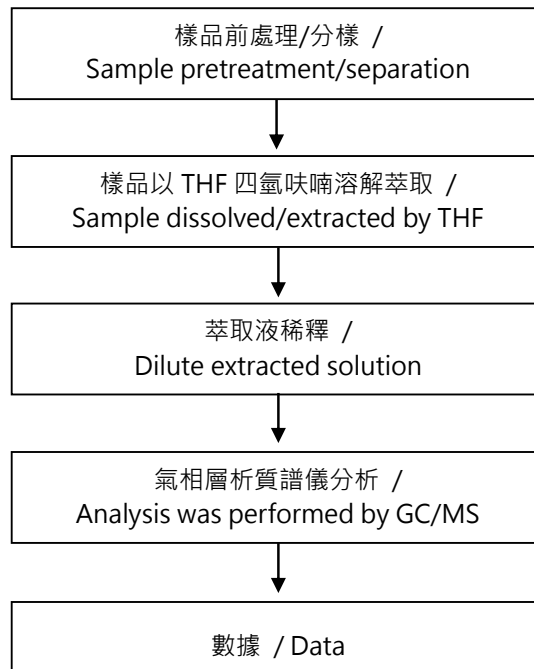 樣品前處理/分樣 /
Sample pretreatment/separation
樣品以 THF 四氫呋喃溶解萃取 /
Sample dissolved/extracted by THF
萃取液稀釋 /
Dilute extracted solution
氣相層析質譜儀分析 /
Analysis was performed by GC/MS
數據 / Data